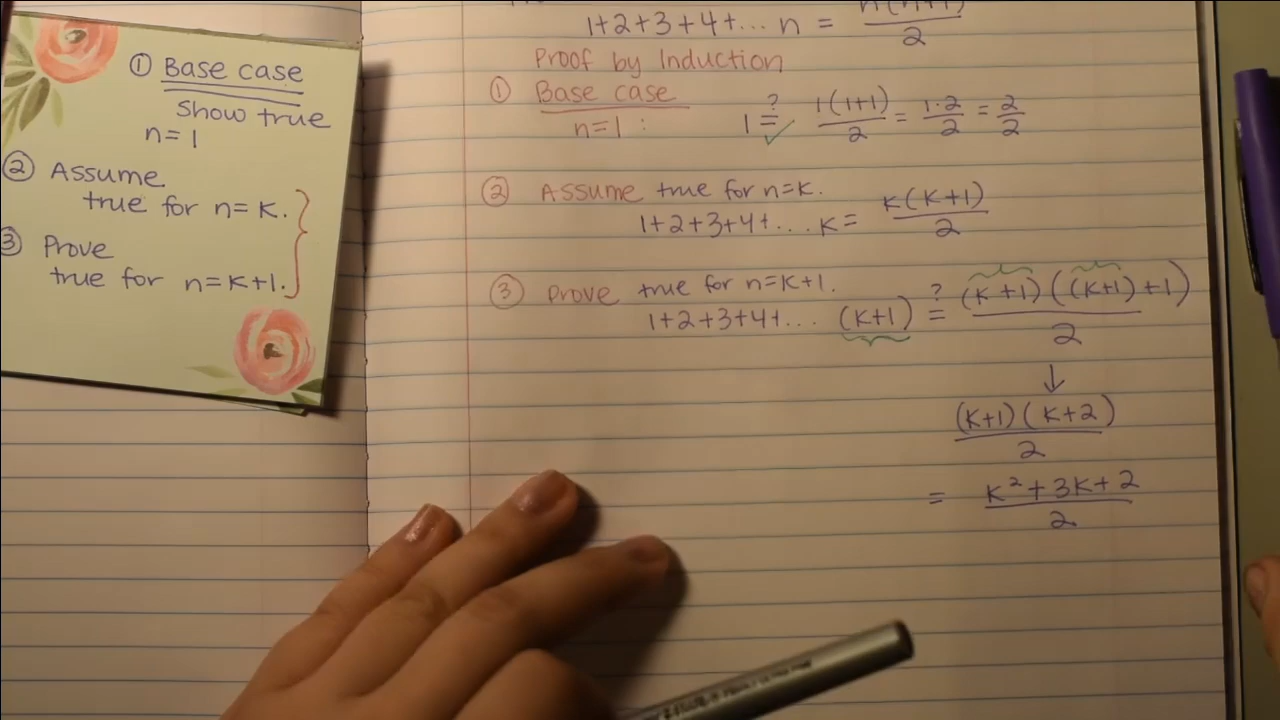 ① Base case
Show true
n=1
② Assume
true for n=K.
③ Prove
true for n=K+1.
1+2+3+4+... n = n(n+1)/2
Proof by Induction
① Base case
n=1: 1 ?= 1(1+1)/2 = 1·2/2 = 2/2 ✓
② Assume true for n=K.
1+2+3+4+... K = K(K+1)/2
③ Prove true for n=K+1.
1+2+3+4+... (K+1) ?= (K+1)((K+1)+1)/2
↓
(K+1)(K+2)/2
= K²+3K+2/2